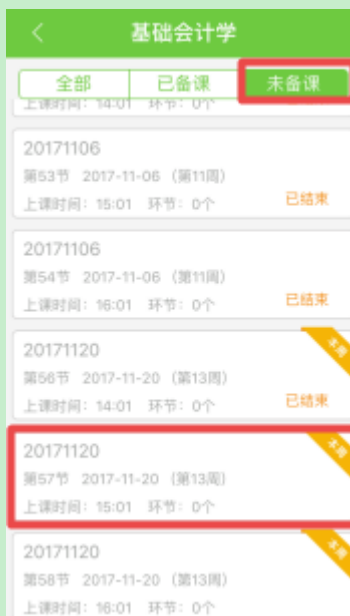 基础会计学
全部 已备课 未备课
上课时间：14:01 环节：0个
20171106
第53节 2017-11-06 （第11周）
上课时间：15:01 环节：0个 已结束
20171106
第54节 2017-11-06 （第11周）
上课时间：16:01 环节：0个 已结束
20171120 本周
第56节 2017-11-20 （第13周）
上课时间：14:01 环节：0个 已结束
20171120 本周
第57节 2017-11-20 （第13周）
上课时间：15:01 环节：0个
20171120 本周
第58节 2017-11-20 （第13周）
上课时间：16:01 环节：0个